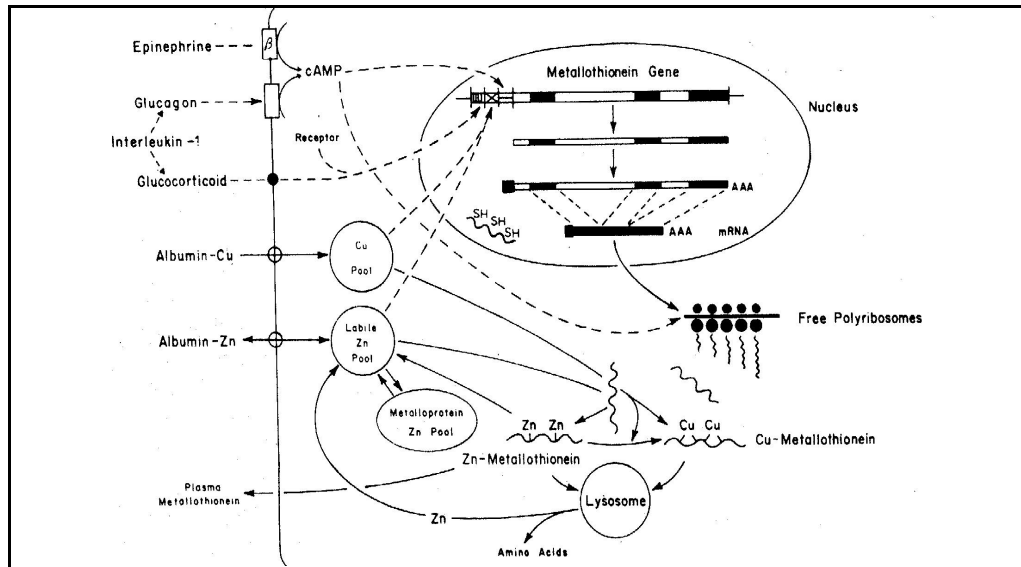 Epinephrine
β
cAMP
Glucagon
Interleukin-1
Receptor
Glucocorticoid
Metallothionein Gene
Nucleus
AAA
SH
SH
SH
AAA mRNA
Albumin-Cu
Cu
Pool
Albumin-Zn
Labile
Zn
Pool
Free Polyribosomes
Metalloprotein
Zn Pool
Zn Zn
Zn-Metallothionein
Cu Cu
Cu-Metallothionein
Plasma
Metallothionein
Lysosome
Zn
Amino Acids